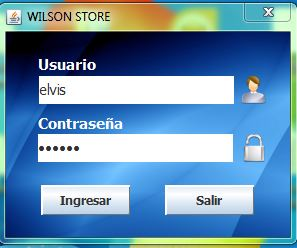 WILSON STORE
Usuario
elvis
Contraseña
••••••
Ingresar Salir